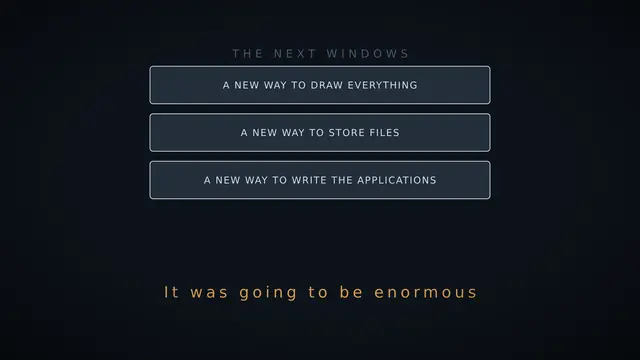 THE NEXT WINDOWS
A NEW WAY TO DRAW EVERYTHING
A NEW WAY TO STORE FILES
A NEW WAY TO WRITE THE APPLICATIONS
It was going to be enormous